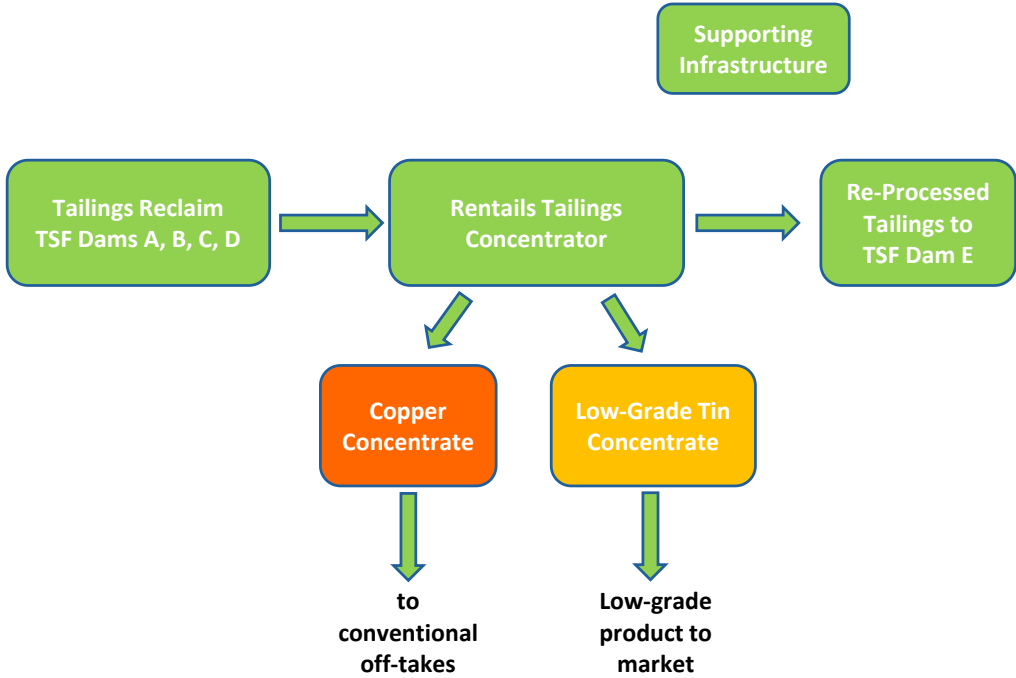 Supporting
Infrastructure
Tailings Reclaim
TSF Dams A, B, C, D
Rentails Tailings
Concentrator
Re-Processed
Tailings to
TSF Dam E
Copper
Concentrate
Low-Grade Tin
Concentrate
to
conventional
off-takes
Low-grade
product to
market